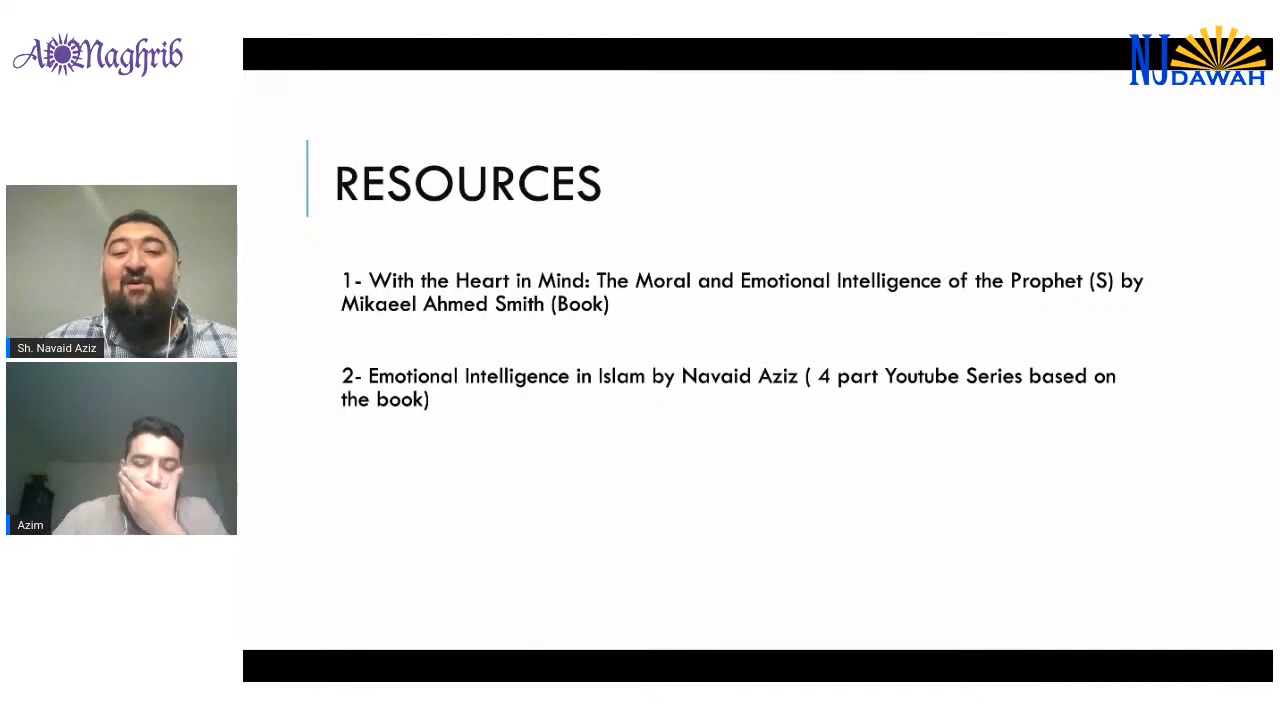 AlMaghrib
NJ
DAWAH
RESOURCES
1- With the Heart in Mind: The Moral and Emotional Intelligence of the Prophet (S) by
Mikaeel Ahmed Smith (Book)
2- Emotional Intelligence in Islam by Navaid Aziz ( 4 part Youtube Series based on
the book)
Sh. Navaid Aziz
Azim